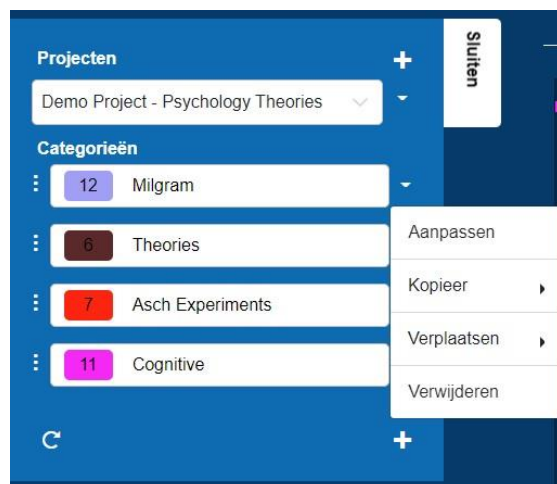 Projecten
Sluiten
Demo Project - Psychology Theories
Categorieën
12 Milgram
6 Theories
7 Asch Experiments
11 Cognitive
Aanpassen
Kopieer
Verplaatsen
Verwijderen